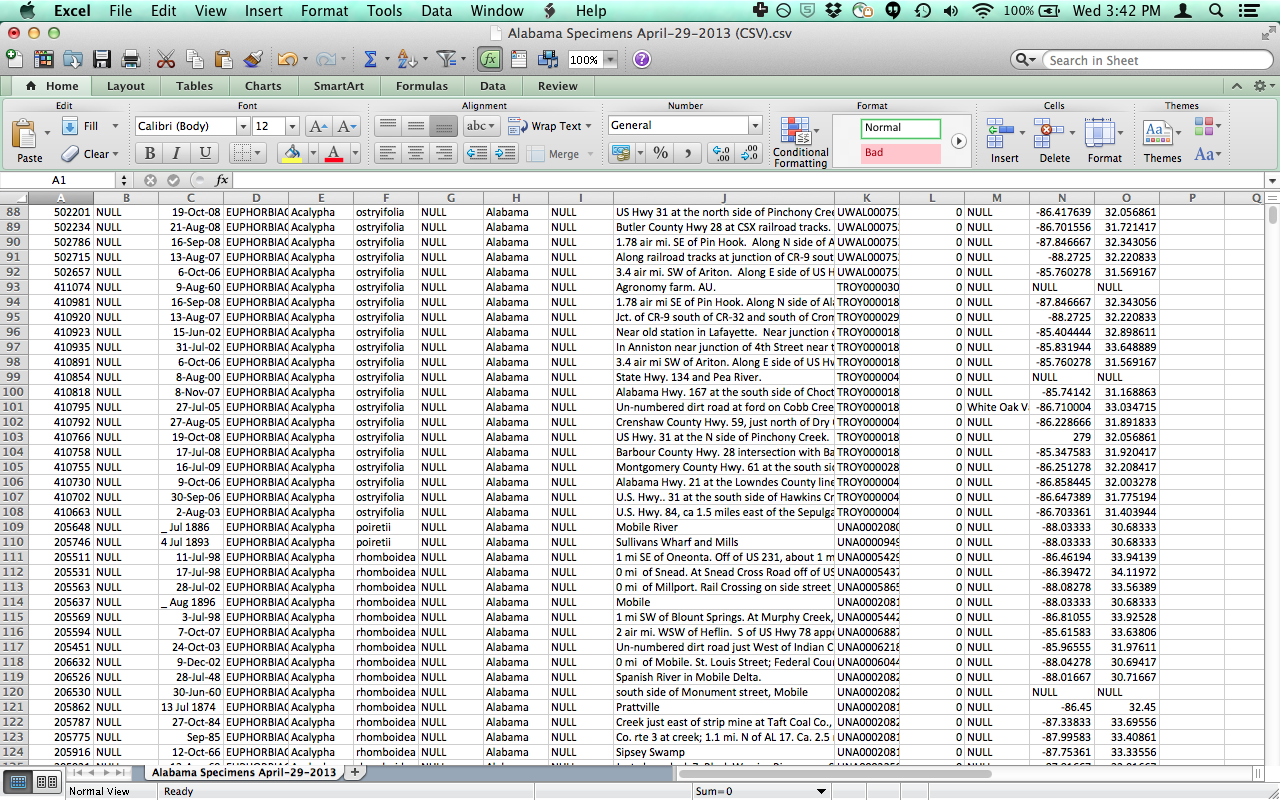 Excel File Edit View Insert Format Tools Data Window Help 100% Wed 3:42 PM
Alabama Specimens April-29-2013 (CSV).csv
100% Search in Sheet
Home Layout Tables Charts SmartArt Formulas Data Review
Edit Font Alignment Number Format Cells Themes
Fill Calibri (Body) 12 abc Wrap Text General Normal
Paste Clear B I U Merge % Conditional Formatting Bad Insert Delete Format Themes Aa
A1 fx
A B C D E F G H I J K L M N O P Q
88 502201 NULL 19-Oct-08 EUPHORBIAC Acalypha ostryifolia NULL Alabama NULL US Hwy 31 at the north side of Pinchony Cree UWAL00075 0 NULL -86.417639 32.056861
89 502234 NULL 21-Aug-08 EUPHORBIAC Acalypha ostryifolia NULL Alabama NULL Butler County Hwy 28 at CSX railroad tracks. UWAL00075 0 NULL -86.701556 31.721417
90 502786 NULL 16-Sep-08 EUPHORBIAC Acalypha ostryifolia NULL Alabama NULL 1.78 air mi. SE of Pin Hook. Along N side of A UWAL00075 0 NULL -87.846667 32.343056
91 502715 NULL 13-Aug-07 EUPHORBIAC Acalypha ostryifolia NULL Alabama NULL Along railroad tracks at junction of CR-9 sout UWAL00075 0 NULL -88.2725 32.220833
92 502657 NULL 6-Oct-06 EUPHORBIAC Acalypha ostryifolia NULL Alabama NULL 3.4 air mi. SW of Ariton. Along E side of US H UWAL00075 0 NULL -85.760278 31.569167
93 411074 NULL 9-Aug-60 EUPHORBIAC Acalypha ostryifolia NULL Alabama NULL Agronomy farm. AU. TROY000030 0 NULL NULL NULL
94 410981 NULL 16-Sep-08 EUPHORBIAC Acalypha ostryifolia NULL Alabama NULL 1.78 air mi SE of Pin Hook. Along N side of Al TROY000018 0 NULL -87.846667 32.343056
95 410920 NULL 13-Aug-07 EUPHORBIAC Acalypha ostryifolia NULL Alabama NULL Jct. of CR-9 south of CR-32 and south of Crom TROY000029 0 NULL -88.2725 32.220833
96 410923 NULL 15-Jun-02 EUPHORBIAC Acalypha ostryifolia NULL Alabama NULL Near old station in Lafayette. Near junction o TROY000018 0 NULL -85.404444 32.898611
97 410935 NULL 31-Jul-02 EUPHORBIAC Acalypha ostryifolia NULL Alabama NULL In Anniston near junction of 4th Street near t TROY000018 0 NULL -85.831944 33.648889
98 410891 NULL 6-Oct-06 EUPHORBIAC Acalypha ostryifolia NULL Alabama NULL 3.4 air mi SW of Ariton. Along E side of US Hw TROY000018 0 NULL -85.760278 31.569167
99 410854 NULL 8-Aug-00 EUPHORBIAC Acalypha ostryifolia NULL Alabama NULL State Hwy. 134 and Pea River. TROY000004 0 NULL NULL NULL
100 410818 NULL 8-Nov-07 EUPHORBIAC Acalypha ostryifolia NULL Alabama NULL Alabama Hwy. 167 at the south side of Choct TROY000004 0 NULL -85.74142 31.168863
101 410795 NULL 27-Jul-05 EUPHORBIAC Acalypha ostryifolia NULL Alabama NULL Un-numbered dirt road at ford on Cobb Cree TROY000018 0 White Oak V -86.710004 33.034715
102 410792 NULL 27-Aug-05 EUPHORBIAC Acalypha ostryifolia NULL Alabama NULL Crenshaw County Hwy. 59, just north of Dry TROY000004 0 NULL -86.228666 31.891833
103 410766 NULL 19-Oct-08 EUPHORBIAC Acalypha ostryifolia NULL Alabama NULL US Hwy. 31 at the N side of Pinchony Creek. TROY000018 0 NULL 279 32.056861
104 410758 NULL 17-Jul-08 EUPHORBIAC Acalypha ostryifolia NULL Alabama NULL Barbour County Hwy. 28 intersection with Ba TROY000018 0 NULL -85.347583 31.920417
105 410755 NULL 16-Jul-09 EUPHORBIAC Acalypha ostryifolia NULL Alabama NULL Montgomery County Hwy. 61 at the south sid TROY000028 0 NULL -86.251278 32.208417
106 410730 NULL 9-Oct-06 EUPHORBIAC Acalypha ostryifolia NULL Alabama NULL Alabama Hwy. 21 at the Lowndes County line TROY000004 0 NULL -86.858445 32.003278
107 410702 NULL 30-Sep-06 EUPHORBIAC Acalypha ostryifolia NULL Alabama NULL U.S. Hwy.. 31 at the south side of Hawkins Cr TROY000004 0 NULL -86.647389 31.775194
108 410663 NULL 2-Aug-03 EUPHORBIAC Acalypha ostryifolia NULL Alabama NULL U.S. Hwy. 84, ca 1.5 miles east of the Sepulga TROY000004 0 NULL -86.703361 31.403944
109 205648 NULL _ Jul 1886 EUPHORBIAC Acalypha poiretii NULL Alabama NULL Mobile River UNA0002080 0 NULL -88.03333 30.68333
110 205746 NULL 4 Jul 1893 EUPHORBIAC Acalypha poiretii NULL Alabama NULL Sullivans Wharf and Mills UNA0000949 0 NULL -88.03333 30.68333
111 205511 NULL 11-Jul-98 EUPHORBIAC Acalypha rhomboidea NULL Alabama NULL 1 mi SE of Oneonta. Off of US 231, about 1 m UNA0005429 0 NULL -86.46194 33.94139
112 205531 NULL 17-Jul-98 EUPHORBIAC Acalypha rhomboidea NULL Alabama NULL 0 mi of Snead. At Snead Cross Road off of US UNA0005437 0 NULL -86.39472 34.11972
113 205563 NULL 28-Jul-02 EUPHORBIAC Acalypha rhomboidea NULL Alabama NULL 0 mi of Millport. Rail Crossing on side street UNA0005865 0 NULL -88.08278 33.56389
114 205637 NULL _ Aug 1896 EUPHORBIAC Acalypha rhomboidea NULL Alabama NULL Mobile UNA0002081 0 NULL -88.03333 30.68333
115 205569 NULL 3-Jul-98 EUPHORBIAC Acalypha rhomboidea NULL Alabama NULL 1 mi SW of Blount Springs. At Murphy Creek, UNA0005442 0 NULL -86.81055 33.92528
116 205594 NULL 7-Oct-07 EUPHORBIAC Acalypha rhomboidea NULL Alabama NULL 2 air mi. WSW of Heflin. S of US Hwy 78 appr UNA0006887 0 NULL -85.61583 33.63806
117 205451 NULL 24-Oct-03 EUPHORBIAC Acalypha rhomboidea NULL Alabama NULL Un-numbered dirt road just West of Indian C UNA0006218 0 NULL -85.96555 31.97611
118 206632 NULL 9-Dec-02 EUPHORBIAC Acalypha rhomboidea NULL Alabama NULL 0 mi of Mobile. St. Louis Street; Federal Cour UNA0006044 0 NULL -88.04278 30.69417
119 206526 NULL 28-Jul-48 EUPHORBIAC Acalypha rhomboidea NULL Alabama NULL Spanish River in Mobile Delta. UNA0002082 0 NULL -88.01667 30.71667
120 206530 NULL 30-Jun-60 EUPHORBIAC Acalypha rhomboidea NULL Alabama NULL south side of Monument street, Mobile UNA0002082 0 NULL NULL NULL
121 205862 NULL 13 Jul 1874 EUPHORBIAC Acalypha rhomboidea NULL Alabama NULL Prattville UNA0002081 0 NULL -86.45 32.45
122 205787 NULL 27-Oct-84 EUPHORBIAC Acalypha rhomboidea NULL Alabama NULL Creek just east of strip mine at Taft Coal Co., UNA0002082 0 NULL -87.33833 33.69556
123 205775 NULL Sep-85 EUPHORBIAC Acalypha rhomboidea NULL Alabama NULL Co. rte 3 at creek; 1.1 mi. N of AL 17. Ca. 2.5 UNA0002081 0 NULL -87.99583 33.40861
124 205916 NULL 12-Oct-66 EUPHORBIAC Acalypha rhomboidea NULL Alabama NULL Sipsey Swamp UNA0002081 0 NULL -87.75361 33.33556
Alabama Specimens April-29-2013
Normal View Ready Sum=0